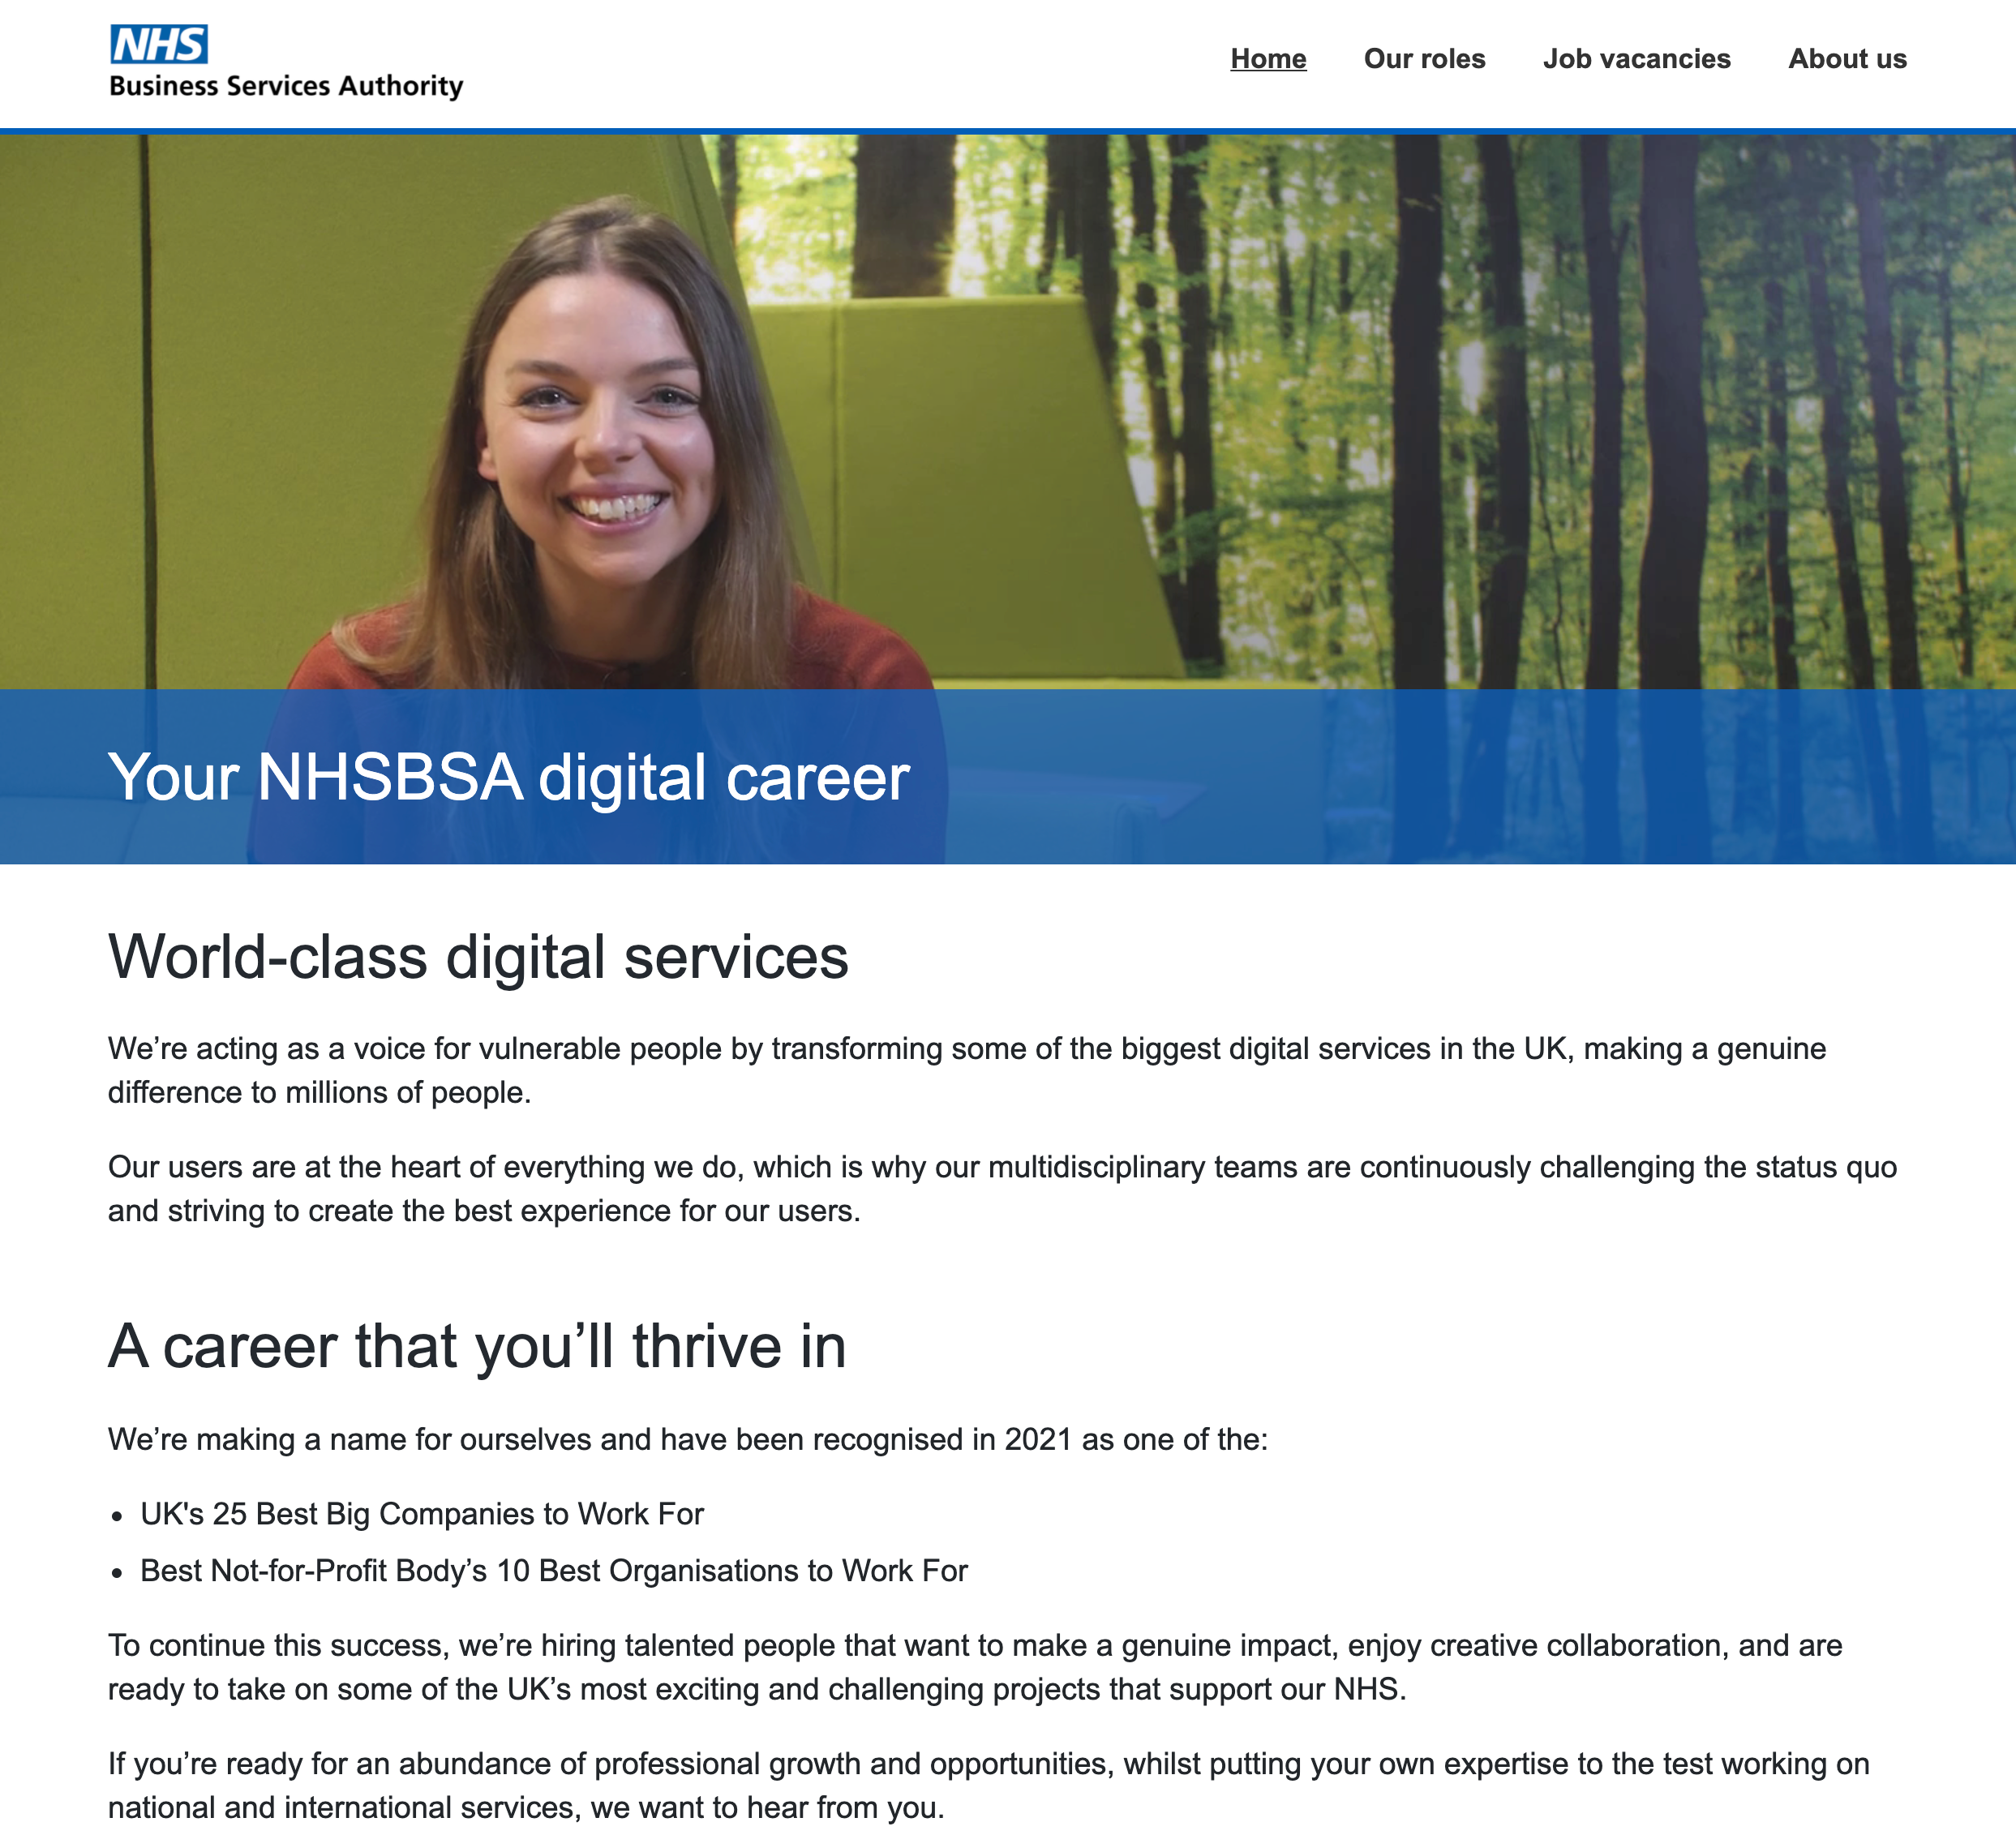 NHS
Business Services Authority
Home
Our roles
Job vacancies
About us
Your NHSBSA digital career
World-class digital services
We’re acting as a voice for vulnerable people by transforming some of the biggest digital services in the UK, making a genuine
difference to millions of people.
Our users are at the heart of everything we do, which is why our multidisciplinary teams are continuously challenging the status quo
and striving to create the best experience for our users.
A career that you’ll thrive in
We’re making a name for ourselves and have been recognised in 2021 as one of the:
• UK's 25 Best Big Companies to Work For
• Best Not-for-Profit Body’s 10 Best Organisations to Work For
To continue this success, we’re hiring talented people that want to make a genuine impact, enjoy creative collaboration, and are
ready to take on some of the UK’s most exciting and challenging projects that support our NHS.
If you’re ready for an abundance of professional growth and opportunities, whilst putting your own expertise to the test working on
national and international services, we want to hear from you.